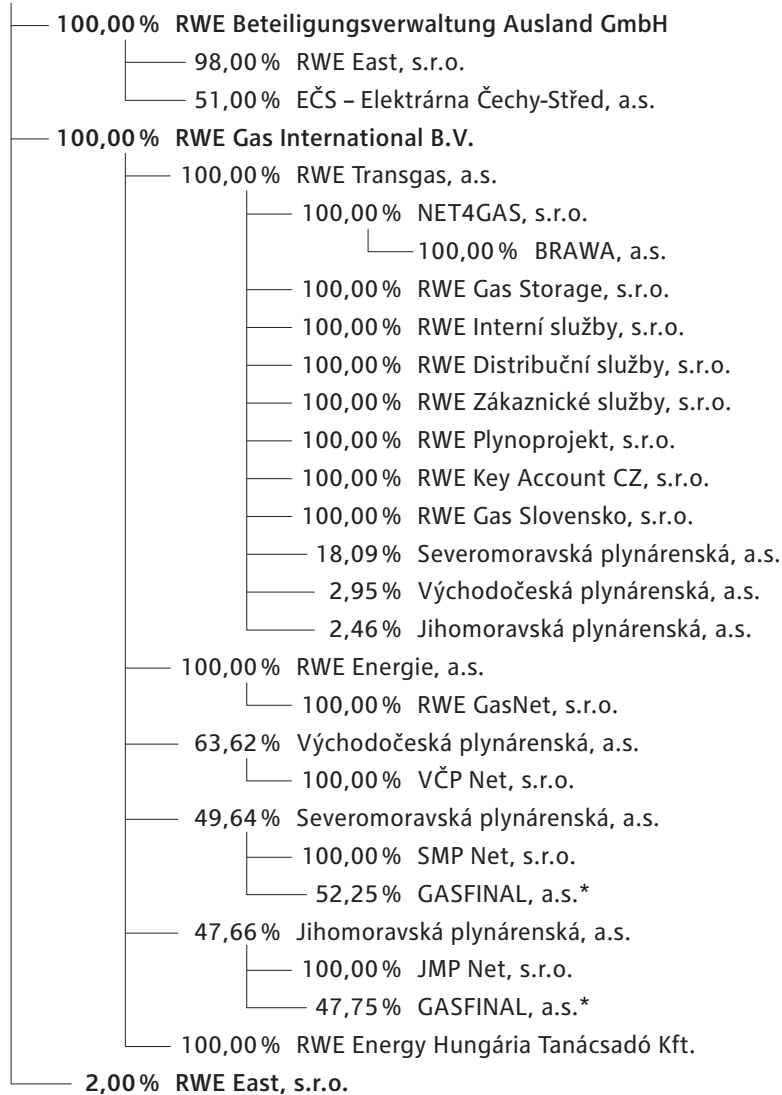 100,00% RWE Beteiligungsverwaltung Ausland GmbH
98,00% RWE East, s.r.o.
51,00% EČS – Elektrárna Čechy-Střed, a.s.
100,00% RWE Gas International B.V.
100,00% RWE Transgas, a.s.
100,00% NET4GAS, s.r.o.
100,00% BRAWA, a.s.
100,00% RWE Gas Storage, s.r.o.
100,00% RWE Interní služby, s.r.o.
100,00% RWE Distribuční služby, s.r.o.
100,00% RWE Zákaznické služby, s.r.o.
100,00% RWE Plynoprojekt, s.r.o.
100,00% RWE Key Account CZ, s.r.o.
100,00% RWE Gas Slovensko, s.r.o.
18,09% Severomoravská plynárenská, a.s.
2,95% Východočeská plynárenská, a.s.
2,46% Jihomoravská plynárenská, a.s.
100,00% RWE Energie, a.s.
100,00% RWE GasNet, s.r.o.
63,62% Východočeská plynárenská, a.s.
100,00% VČP Net, s.r.o.
49,64% Severomoravská plynárenská, a.s.
100,00% SMP Net, s.r.o.
52,25% GASFINAL, a.s.*
47,66% Jihomoravská plynárenská, a.s.
100,00% JMP Net, s.r.o.
47,75% GASFINAL, a.s.*
100,00% RWE Energy Hungária Tanácsadó Kft.
2,00% RWE East, s.r.o.